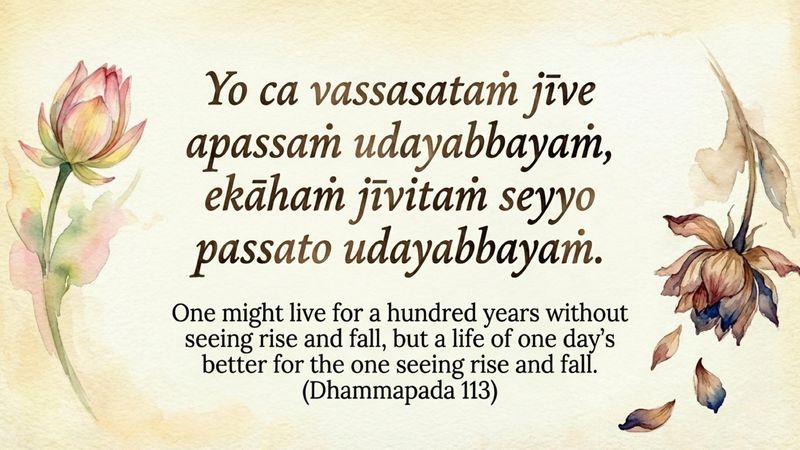 Yo ca vassasataṁ jīve
apassaṁ udayabbayaṁ,
ekāhaṁ jīvitaṁ seyyo
passato udayabbayaṁ.
One might live for a hundred years without
seeing rise and fall, but a life of one day’s
better for the one seeing rise and fall.
(Dhammapada 113)